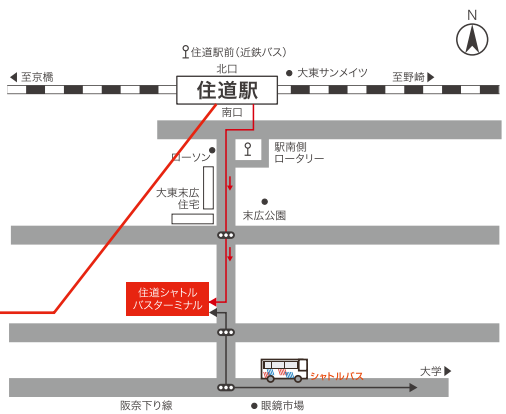 N
住道駅前(近鉄バス)
北口
大東サンメイツ
至京橋
至野崎
住道駅
南口
駅南側
ロータリー
ローソン
大東末広
住宅
末広公園
住道シャトル
バスターミナル
シャトルバス
大学
阪奈下り線
眼鏡市場